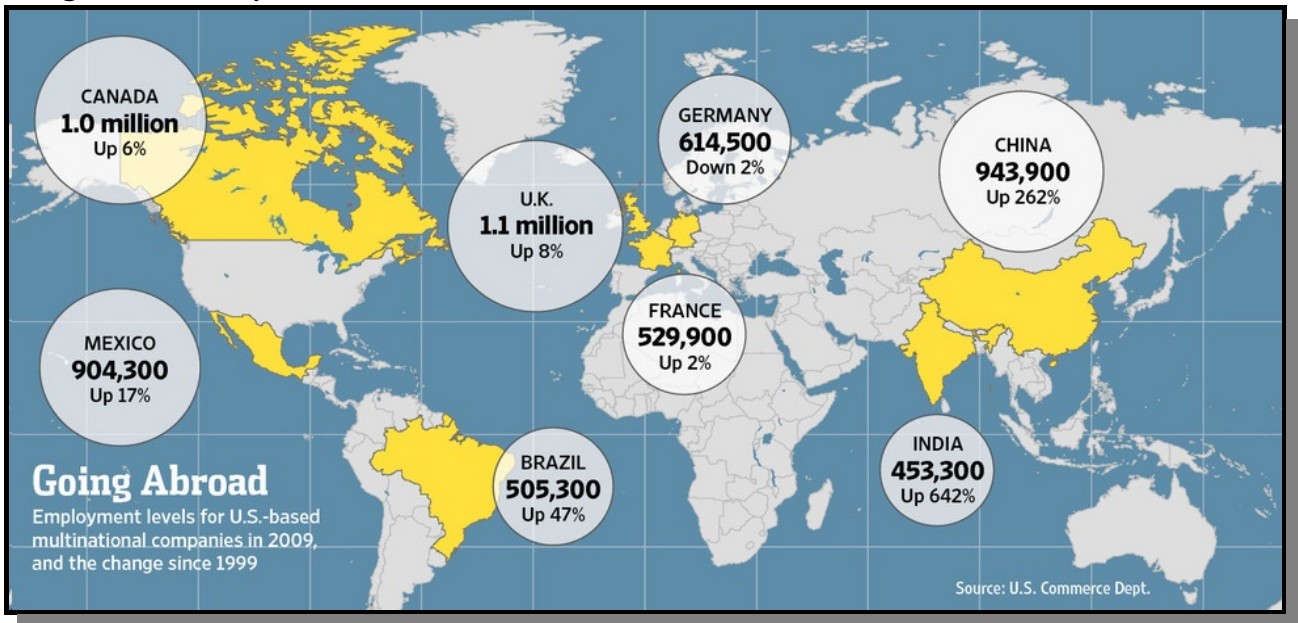 CANADA
1.0 million
Up 6%
GERMANY
614,500
Down 2%
CHINA
943,900
Up 262%
U.K.
1.1 million
Up 8%
MEXICO
904,300
Up 17%
FRANCE
529,900
Up 2%
BRAZIL
505,300
Up 47%
INDIA
453,300
Up 642%
Going Abroad
Employment levels for U.S.-based
multinational companies in 2009,
and the change since 1999
Source: U.S. Commerce Dept.